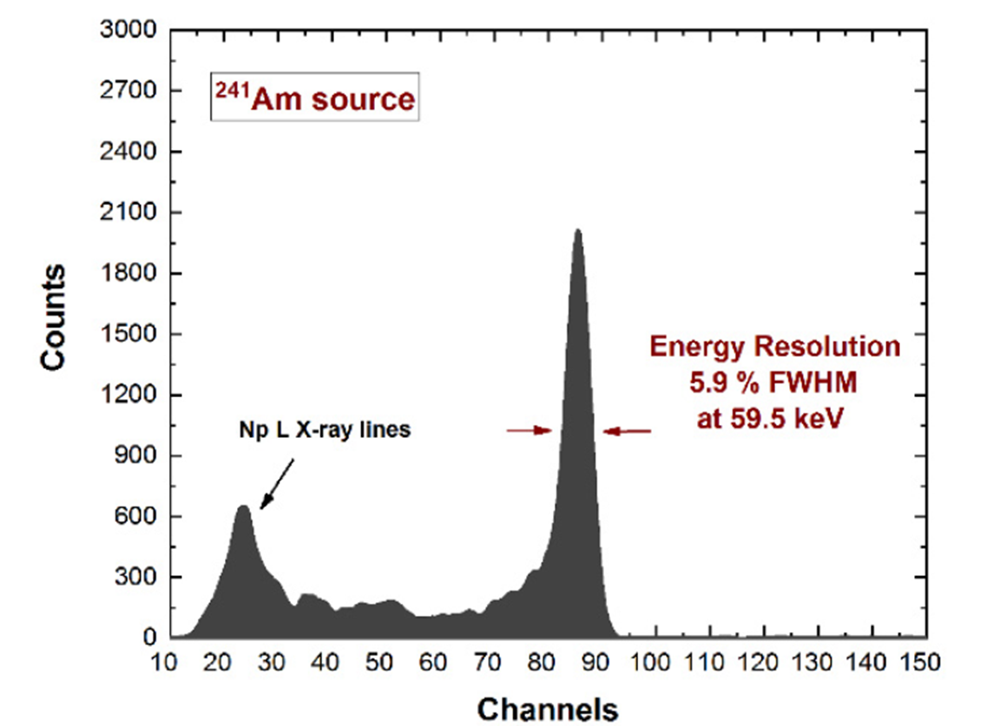 3000
2700
2400
2100
1800
1500
1200
900
600
300
0
Counts
²⁴¹Am source
Np L X-ray lines
Energy Resolution
5.9 % FWHM
at 59.5 keV
10 20 30 40 50 60 70 80 90 100 110 120 130 140 150
Channels